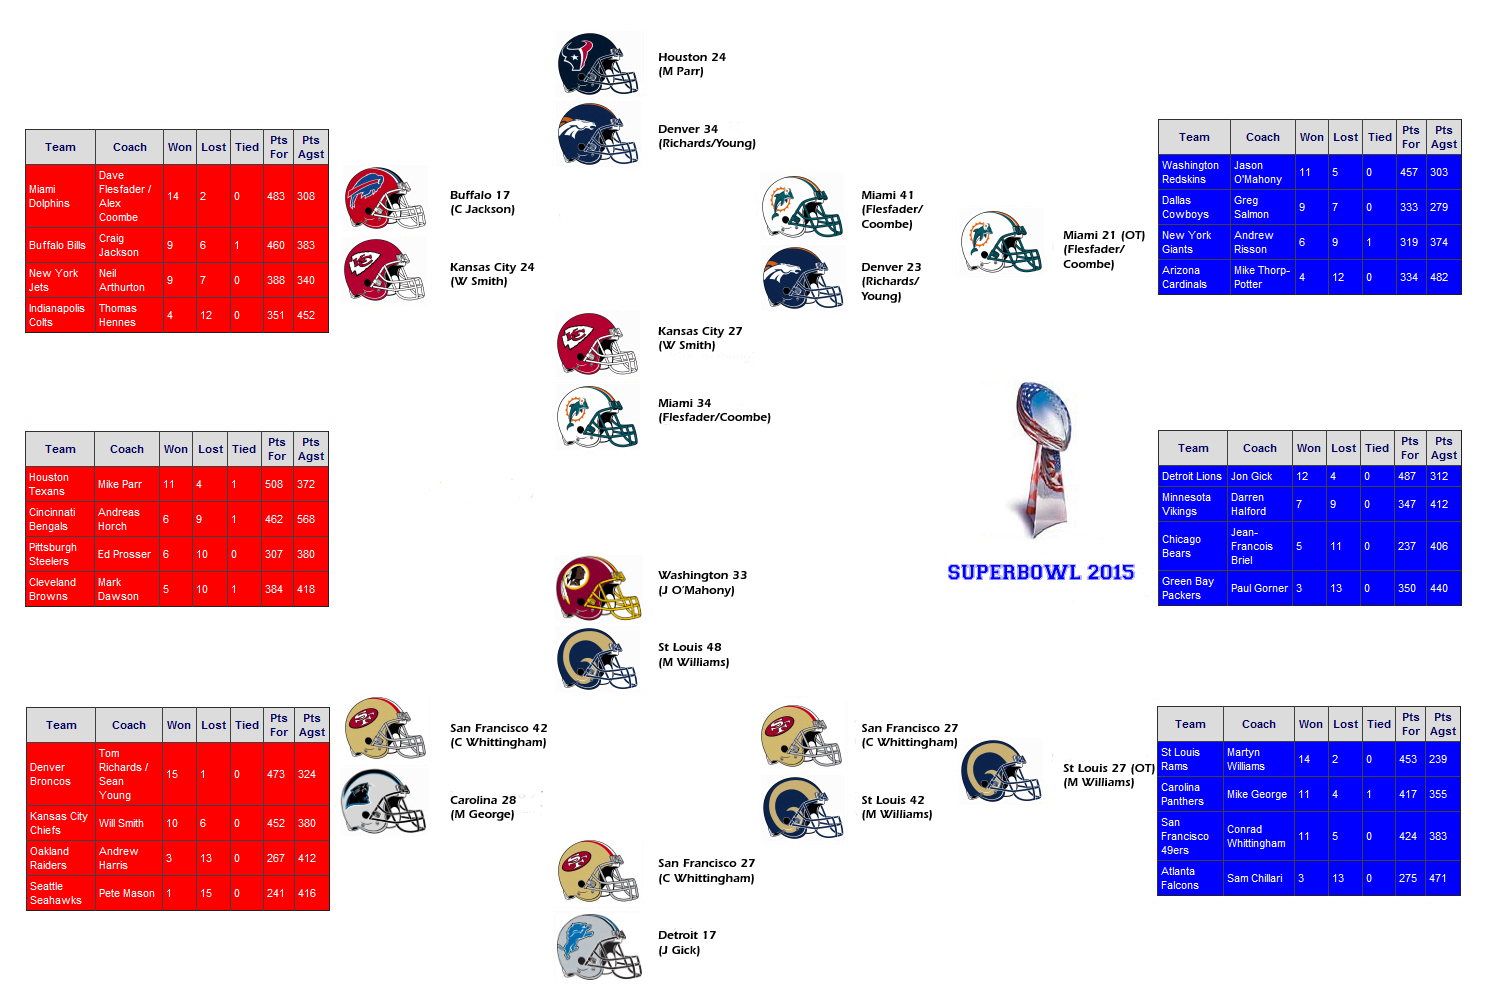 Houston 24
(M Parr)
Denver 34
(Richards/Young)
Team Coach Won Lost Tied Pts For Pts Agst
Miami Dolphins Dave Flesfader / Alex Coombe 14 2 0 483 308
Buffalo Bills Craig Jackson 9 6 1 460 383
New York Jets Neil Arthurton 9 7 0 388 340
Indianapolis Colts Thomas Hennes 4 12 0 351 452
Buffalo 17
(C Jackson)
Kansas City 24
(W Smith)
Miami 41
(Flesfader/
Coombe)
Denver 23
(Richards/
Young)
Miami 21 (OT)
(Flesfader/
Coombe)
Team Coach Won Lost Tied Pts For Pts Agst
Washington Redskins Jason O'Mahony 11 5 0 457 303
Dallas Cowboys Greg Salmon 9 7 0 333 279
New York Giants Andrew Risson 6 9 1 319 374
Arizona Cardinals Mike Thorp-Potter 4 12 0 334 482
Kansas City 27
(W Smith)
Miami 34
(Flesfader/Coombe)
Team Coach Won Lost Tied Pts For Pts Agst
Houston Texans Mike Parr 11 4 1 508 372
Cincinnati Bengals Andreas Horch 6 9 1 462 568
Pittsburgh Steelers Ed Prosser 6 10 0 307 380
Cleveland Browns Mark Dawson 5 10 1 384 418
Team Coach Won Lost Tied Pts For Pts Agst
Detroit Lions Jon Gick 12 4 0 487 312
Minnesota Vikings Darren Halford 7 9 0 347 412
Chicago Bears Jean-Francois Briel 5 11 0 237 406
Green Bay Packers Paul Gorner 3 13 0 350 440
SUPERBOWL 2015
Washington 33
(J O'Mahony)
St Louis 48
(M Williams)
Team Coach Won Lost Tied Pts For Pts Agst
Denver Broncos Tom Richards / Sean Young 15 1 0 473 324
Kansas City Chiefs Will Smith 10 6 0 452 380
Oakland Raiders Andrew Harris 3 13 0 267 412
Seattle Seahawks Pete Mason 1 15 0 241 416
San Francisco 42
(C Whittingham)
Carolina 28
(M George)
San Francisco 27
(C Whittingham)
St Louis 42
(M Williams)
St Louis 27 (OT)
(M Williams)
Team Coach Won Lost Tied Pts For Pts Agst
St Louis Rams Martyn Williams 14 2 0 453 239
Carolina Panthers Mike George 11 4 1 417 355
San Francisco 49ers Conrad Whittingham 11 5 0 424 383
Atlanta Falcons Sam Chillari 3 13 0 275 471
San Francisco 27
(C Whittingham)
Detroit 17
(J Gick)